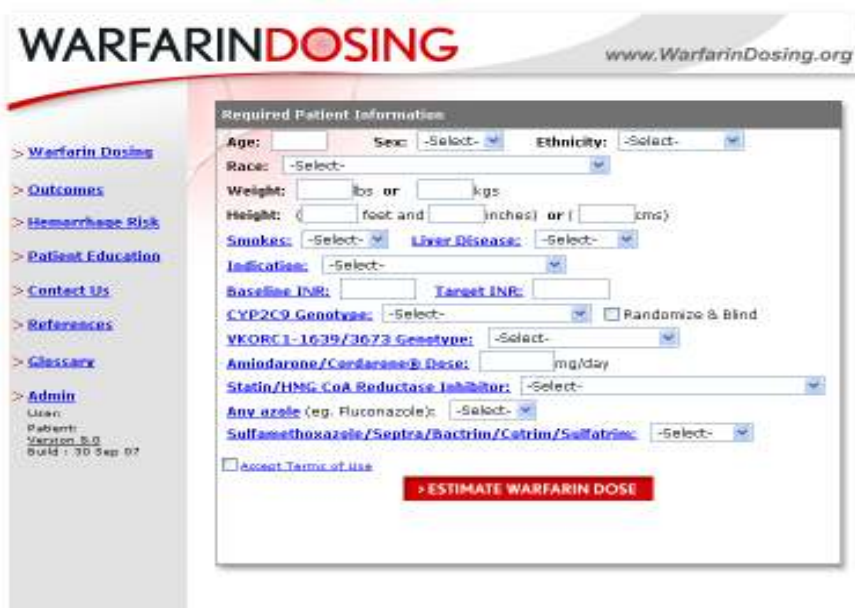 WARFARINDOSING
www.WarfarinDosing.org
> Warfarin Dosing
> Outcomes
> Hemorrhage Risk
> Patient Education
> Contact Us
> References
> Glossary
> Admin
User:
Patient:
Version 8.0
Build : 30 Sep 07
Required Patient Information
Age: Sex: -Select- Ethnicity: -Select-
Race: -Select-
Weight: lbs or kgs
Height: ( feet and inches) or ( cms)
Smokes: -Select- Liver Disease: -Select-
Indication: -Select-
Baseline INR: Target INR:
CYP2C9 Genotype: -Select- Randomize & Blind
VKORC1-1639/3673 Genotype: -Select-
Amiodarone/Cordarone® Dose: mg/day
Statin/HMG CoA Reductase Inhibitor: -Select-
Any azole (eg. Fluconazole): -Select-
Sulfamethoxazole/Septra/Bactrim/Cotrim/Sulfatrim: -Select-
Accept Terms of Use
> ESTIMATE WARFARIN DOSE